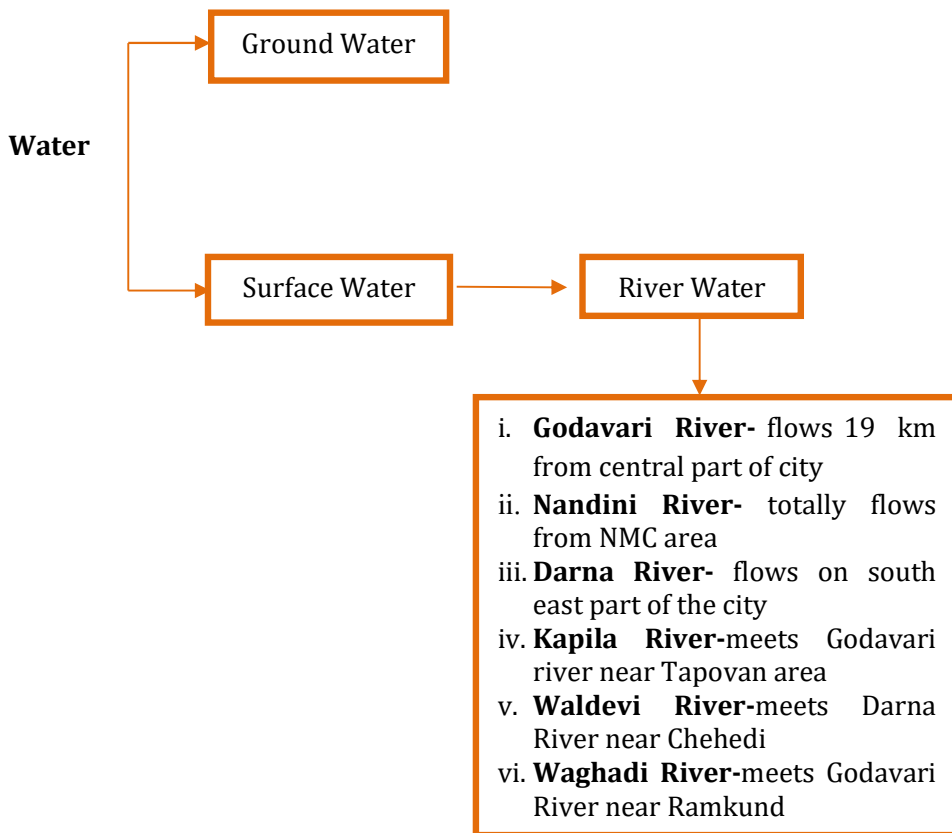 Ground Water
Water
Surface Water
River Water
i. Godavari River- flows 19 km
from central part of city
ii. Nandini River- totally flows
from NMC area
iii. Darna River- flows on south
east part of the city
iv. Kapila River-meets Godavari
river near Tapovan area
v. Waldevi River-meets Darna
River near Chehedi
vi. Waghadi River-meets Godavari
River near Ramkund